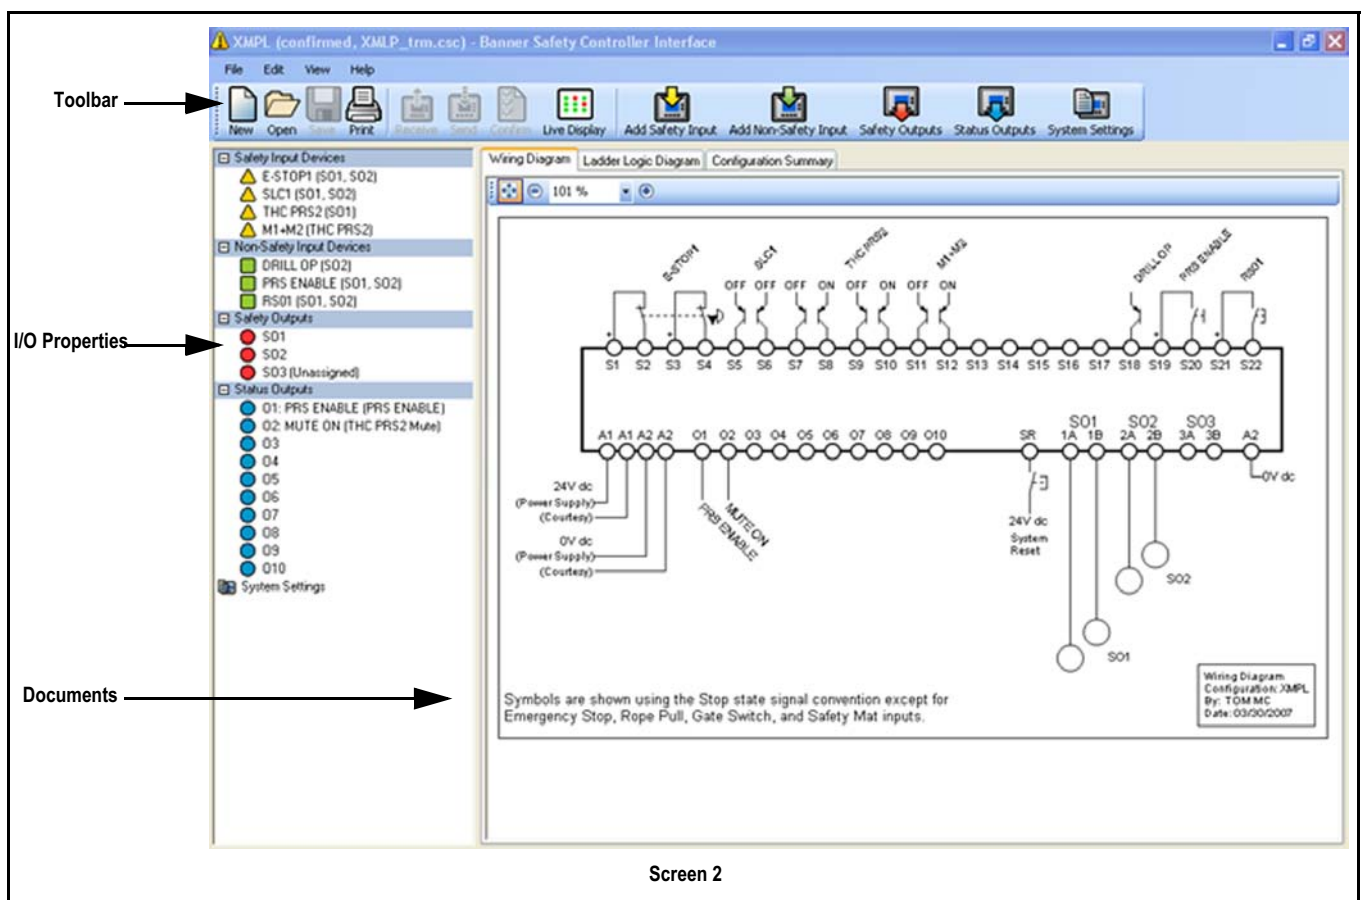 XMPL (confirmed, XMLP_trm.csc) - Banner Safety Controller Interface
File Edit View Help
Toolbar
New Open Save Print Receive Send Confirm Live Display Add Safety Input Add Non-Safety Input Safety Outputs Status Outputs System Settings
Safety Input Devices
E-STOP1 (SO1, SO2)
SLC1 (SO1, SO2)
THC PRS2 (SO1)
M1+M2 (THC PRS2)
Non-Safety Input Devices
DRILL OP (SO2)
PRS ENABLE (SO1, SO2)
RS01 (SO1, SO2)
Safety Outputs
I/O Properties
SO1
SO2
SO3 (Unassigned)
Status Outputs
O1: PRS ENABLE (PRS ENABLE)
O2: MUTE ON (THC PRS2 Mute)
O3
O4
O5
O6
O7
O8
O9
O10
System Settings
Documents
Wiring Diagram Ladder Logic Diagram Configuration Summary
101 %
E-STOP1 SLC1 THC PRS2 M1+M2 DRILL OP PRS ENABLE RSO1
OFF OFF OFF ON OFF ON OFF ON
S1 S2 S3 S4 S5 S6 S7 S8 S9 S10 S11 S12 S13 S14 S15 S16 S17 S18 S19 S20 S21 S22
SO1 SO2 SO3
A1 A1 A2 A2 O1 O2 O3 O4 O5 O6 O7 O8 O9 O10 SR 1A 1B 2A 2B 3A 3B A2
24V dc
(Power Supply)
(Courtesy)
0V dc
(Power Supply)
(Courtesy)
PRS ENABLE
MUTE ON
24V dc
System
Reset
0V dc
SO2
SO1
Symbols are shown using the Stop state signal convention except for
Emergency Stop, Rope Pull, Gate Switch, and Safety Mat inputs.
Wiring Diagram
Configuration: XMPL
By: TOM MC
Date: 03/30/2007
Screen 2